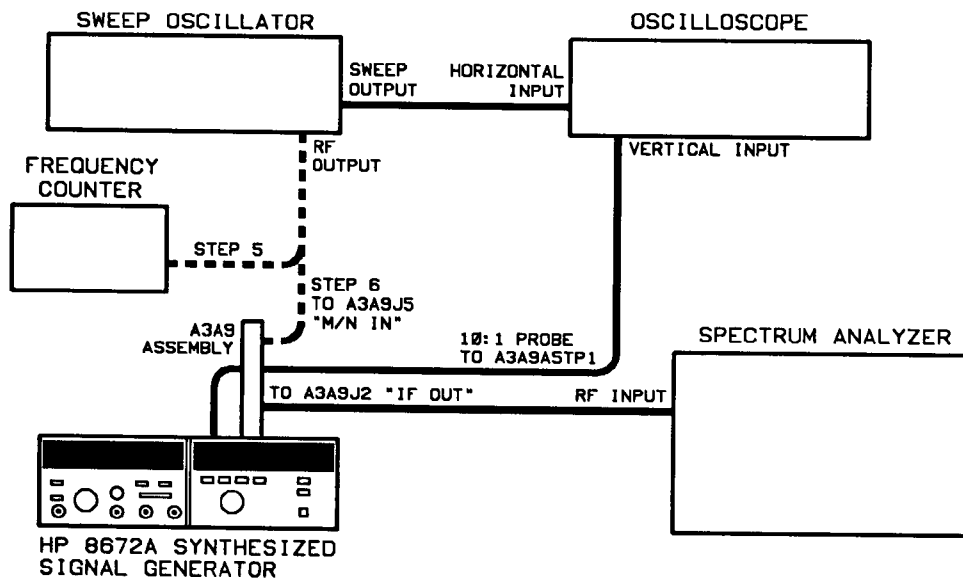 SWEEP OSCILLATOR
OSCILLOSCOPE
SWEEP
OUTPUT
HORIZONTAL
INPUT
RF
OUTPUT
VERTICAL INPUT
FREQUENCY
COUNTER
STEP 5
STEP 6
TO A3A9J5
"M/N IN"
A3A9
ASSEMBLY
10:1 PROBE
TO A3A9A5TP1
SPECTRUM ANALYZER
TO A3A9J2 "IF OUT"
RF INPUT
HP 8672A SYNTHESIZED
SIGNAL GENERATOR